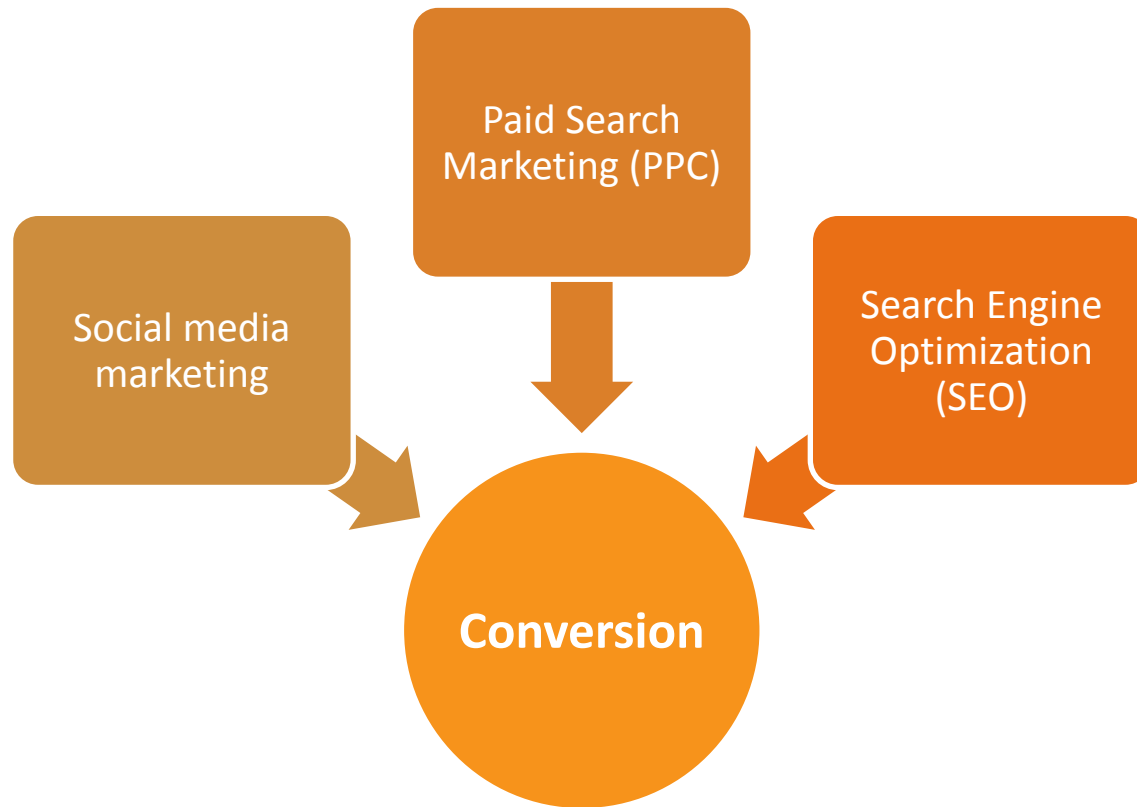 Paid Search
Marketing (PPC)
Social media
marketing
Search Engine
Optimization
(SEO)
Conversion